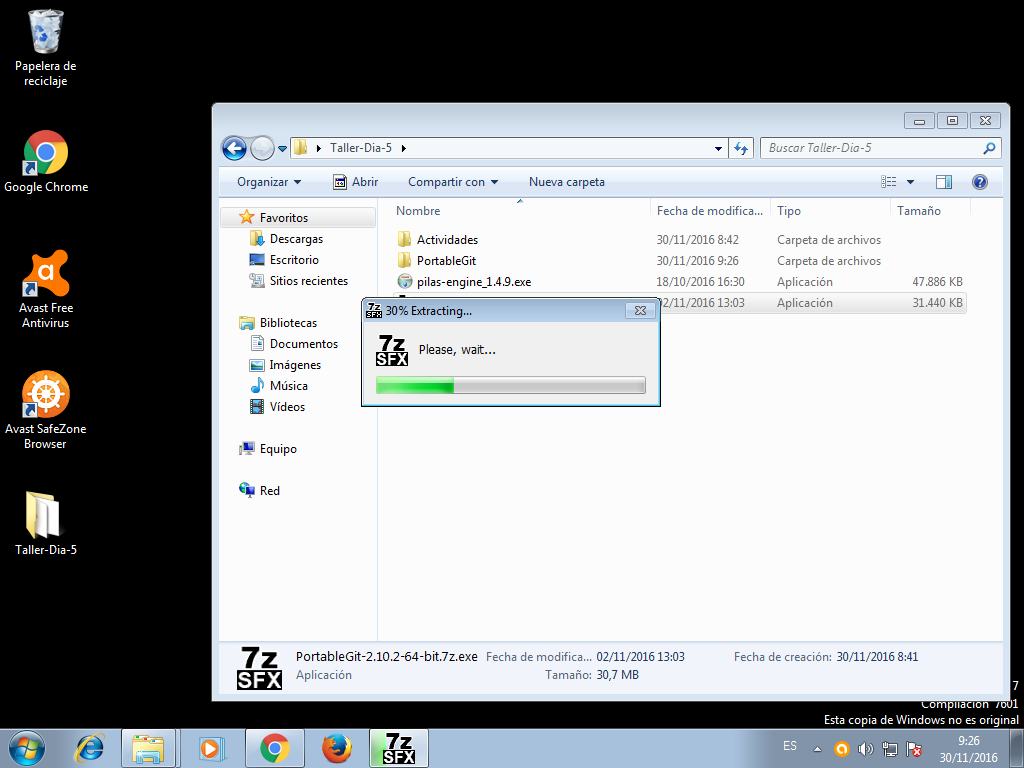 Papelera de
reciclaje
Google Chrome
Avast Free
Antivirus
Avast SafeZone
Browser
Taller-Dia-5
Taller-Dia-5
Buscar Taller-Dia-5
Organizar
Abrir
Compartir con
Nueva carpeta
Favoritos
Descargas
Escritorio
Sitios recientes
Bibliotecas
Documentos
Imágenes
Música
Vídeos
Equipo
Red
Nombre Fecha de modifica... Tipo Tamaño
Actividades 30/11/2016 8:42 Carpeta de archivos
PortableGit 30/11/2016 9:26 Carpeta de archivos
pilas-engine_1.4.9.exe 18/10/2016 16:30 Aplicación 47.886 KB
02/11/2016 13:03 Aplicación 31.440 KB
7z
SFX
30% Extracting...
7z
SFX
Please, wait...
7z
SFX
PortableGit-2.10.2-64-bit.7z.exe Fecha de modifica... 02/11/2016 13:03 Fecha de creación: 30/11/2016 8:41
Aplicación Tamaño: 30,7 MB
7
Compilación 7601
Esta copia de Windows no es original
7z
SFX
ES
9:26
30/11/2016